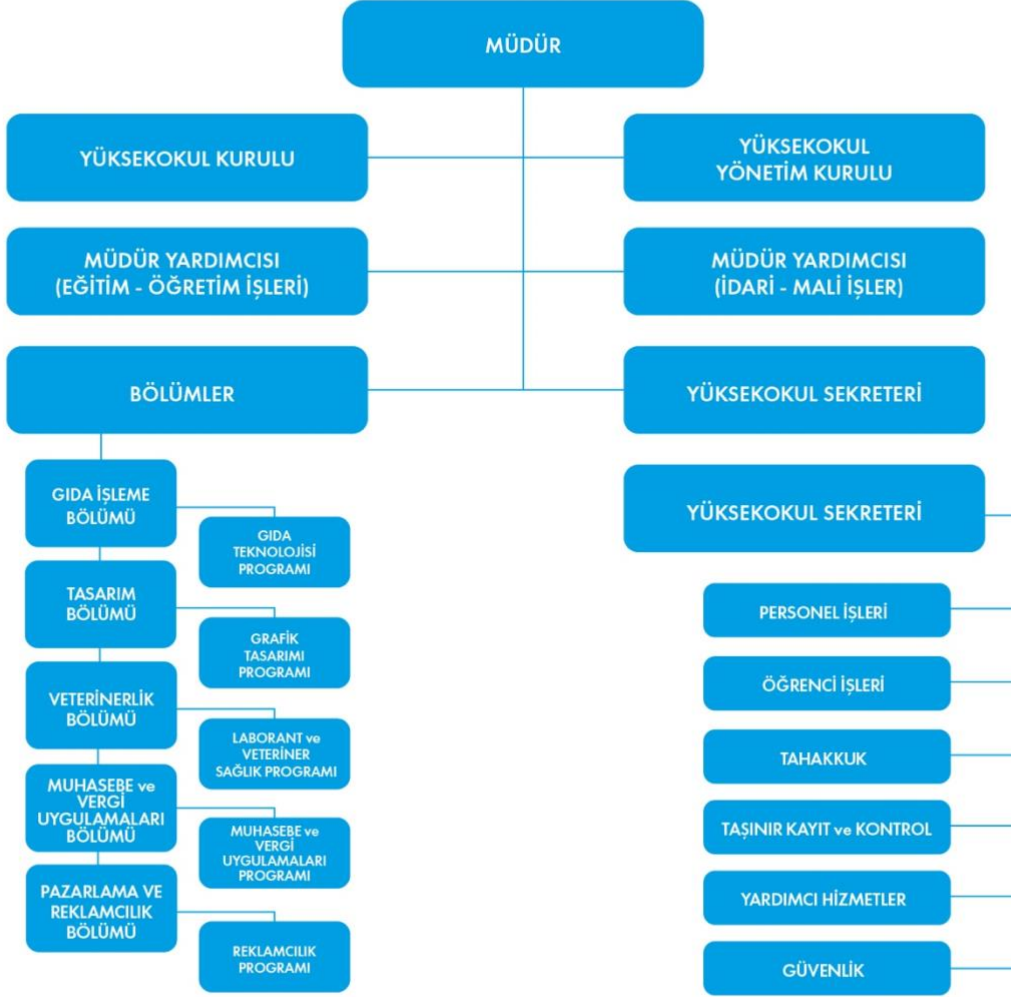 MÜDÜR
YÜKSEKOKUL KURULU
YÜKSEKOKUL
YÖNETİM KURULU
MÜDÜR YARDIMCISI
(EĞİTİM - ÖĞRETİM İŞLERİ)
MÜDÜR YARDIMCISI
(İDARİ - MALİ İŞLER)
BÖLÜMLER
YÜKSEKOKUL SEKRETERİ
GIDA İŞLEME
BÖLÜMÜ
GIDA
TEKNOLOJİSİ
PROGRAMI
TASARIM
BÖLÜMÜ
GRAFİK
TASARIMI
PROGRAMI
VETERİNERLİK
BÖLÜMÜ
LABORANT ve
VETERİNER
SAĞLIK PROGRAMI
MUHASEBE ve
VERGİ
UYGULAMALARI
BÖLÜMÜ
MUHASEBE ve
VERGİ
UYGULAMALARI
PROGRAMI
PAZARLAMA VE
REKLAMCILIK
BÖLÜMÜ
REKLAMCILIK
PROGRAMI
YÜKSEKOKUL SEKRETERİ
PERSONEL İŞLERİ
ÖĞRENCİ İŞLERİ
TAHAKKUK
TAŞINIR KAYIT ve KONTROL
YARDIMCI HİZMETLER
GÜVENLİK